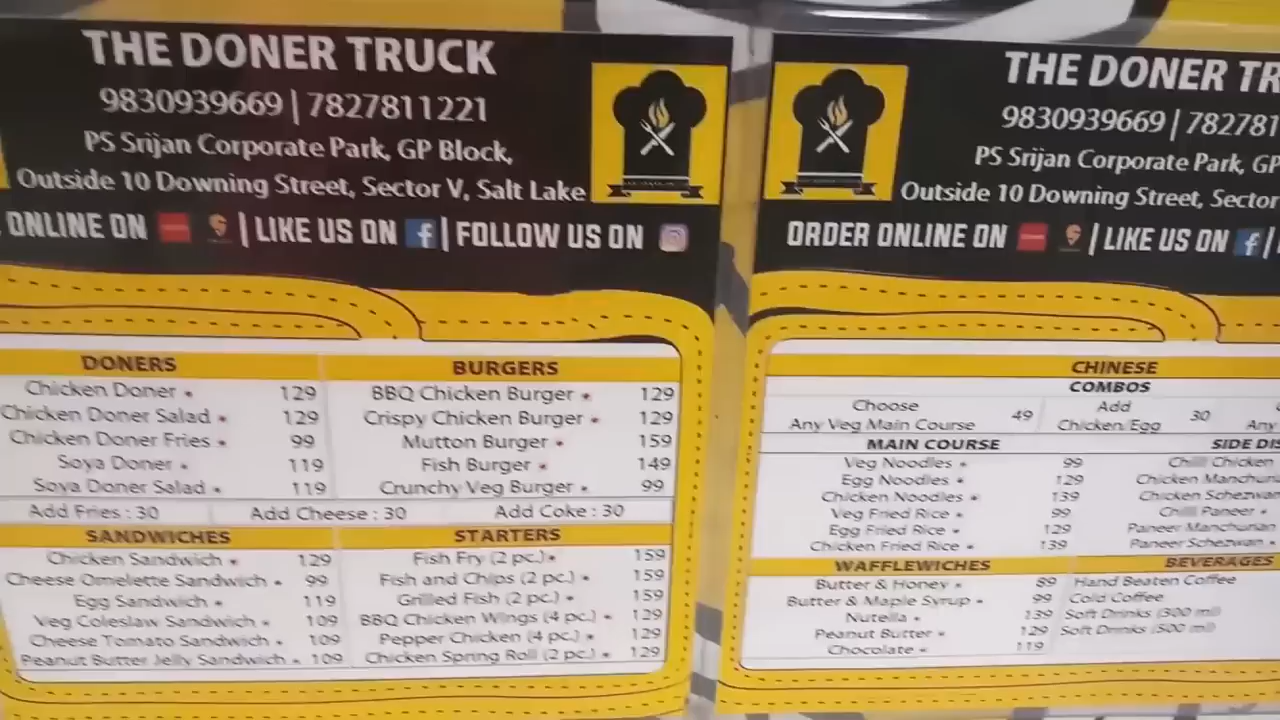 THE DONER TRUCK
9830939669 | 7827811221
PS Srijan Corporate Park, GP Block,
Outside 10 Downing Street, Sector V, Salt Lake
ONLINE ON | LIKE US ON f | FOLLOW US ON
DONERS
Chicken Doner 129
Chicken Doner Salad 129
Chicken Doner Fries 99
Soya Doner 119
Soya Doner Salad 119
BURGERS
BBQ Chicken Burger 129
Crispy Chicken Burger 129
Mutton Burger 159
Fish Burger 149
Crunchy Veg Burger 99
Add Fries : 30 Add Cheese : 30 Add Coke : 30
SANDWICHES
Chicken Sandwich 129
Cheese Omelette Sandwich 99
Egg Sandwich 119
Veg Coleslaw Sandwich 109
Cheese Tomato Sandwich 109
Peanut Butter Jelly Sandwich 109
STARTERS
Fish Fry (2 pc.) 159
Fish and Chips (2 pc.) 159
Grilled Fish (2 pc.) 159
BBQ Chicken Wings (4 pc.) 129
Pepper Chicken (4 pc.) 129
Chicken Spring Roll (2 pc.) 129
THE DONER TR
9830939669 | 782781
PS Srijan Corporate Park, GP
Outside 10 Downing Street, Sector
ORDER ONLINE ON | LIKE US ON f |
CHINESE
COMBOS
Choose
Any Veg Main Course 49
Add
Chicken/Egg 30
Any
MAIN COURSE
Veg Noodles 99
Egg Noodles 129
Chicken Noodles 139
Veg Fried Rice 99
Egg Fried Rice 129
Chicken Fried Rice 139
SIDE DIS
Chilli Chicken
Chicken Manchuri
Chicken Schezwan
Chilli Paneer
Paneer Manchurian
Paneer Schezwan
WAFFLEWICHES
Butter & Honey 89
Butter & Maple Syrup 99
Nutella 139
Peanut Butter 129
Chocolate 119
BEVERAGES
Hand Beaten Coffee
Cold Coffee
Soft Drinks (300 ml)
Soft Drinks (500 ml)